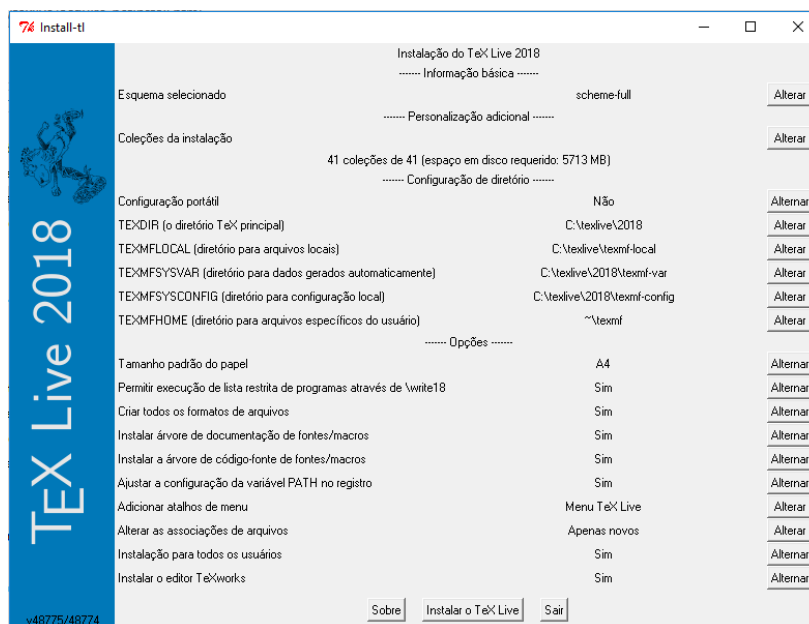 Install-tl
Instalação do TeX Live 2018
------- Informação básica -------
Esquema selecionado scheme-full Alterar
------- Personalização adicional -------
Coleções da instalação Alterar
41 coleções de 41 (espaço em disco requerido: 5713 MB)
------- Configuração de diretório -------
Configuração portátil Não Alternar
TEXDIR (o diretório TeX principal) C:\texlive\2018 Alterar
TEXMFLOCAL (diretório para arquivos locais) C:\texlive\texmf-local Alterar
TEXMFSYSVAR (diretório para dados gerados automaticamente) C:\texlive\2018\texmf-var Alterar
TEXMFSYSCONFIG (diretório para configuração local) C:\texlive\2018\texmf-config Alterar
TEXMFHOME (diretório para arquivos específicos do usuário) ~\texmf Alterar
------- Opções -------
Tamanho padrão do papel A4 Alternar
Permitir execução de lista restrita de programas através de \write18 Sim Alternar
Criar todos os formatos de arquivos Sim Alternar
Instalar árvore de documentação de fontes/macros Sim Alternar
Instalar a árvore de código-fonte de fontes/macros Sim Alternar
Ajustar a configuração da variável PATH no registro Sim Alternar
Adicionar atalhos de menu Menu TeX Live Alterar
Alterar as associações de arquivos Apenas novos Alterar
Instalação para todos os usuários Sim Alternar
Instalar o editor TeXworks Sim Alternar
Sobre Instalar o TeX Live Sair
TEX Live 2018
v48775/48774